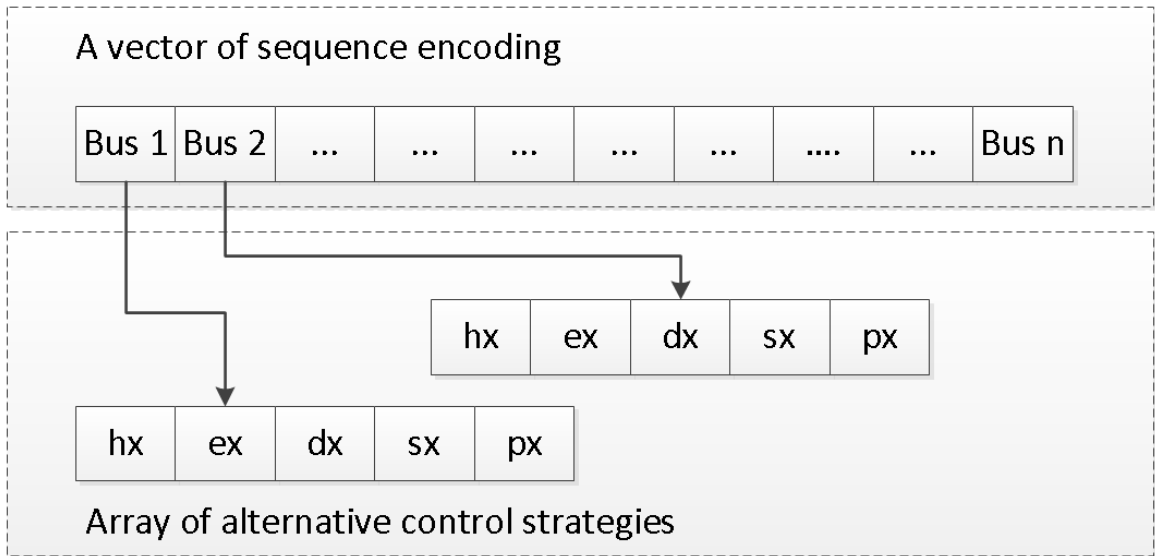 A vector of sequence encoding
Bus 1 Bus 2 ... ... ... ... ... .... ... Bus n
hx ex dx sx px
hx ex dx sx px
Array of alternative control strategies